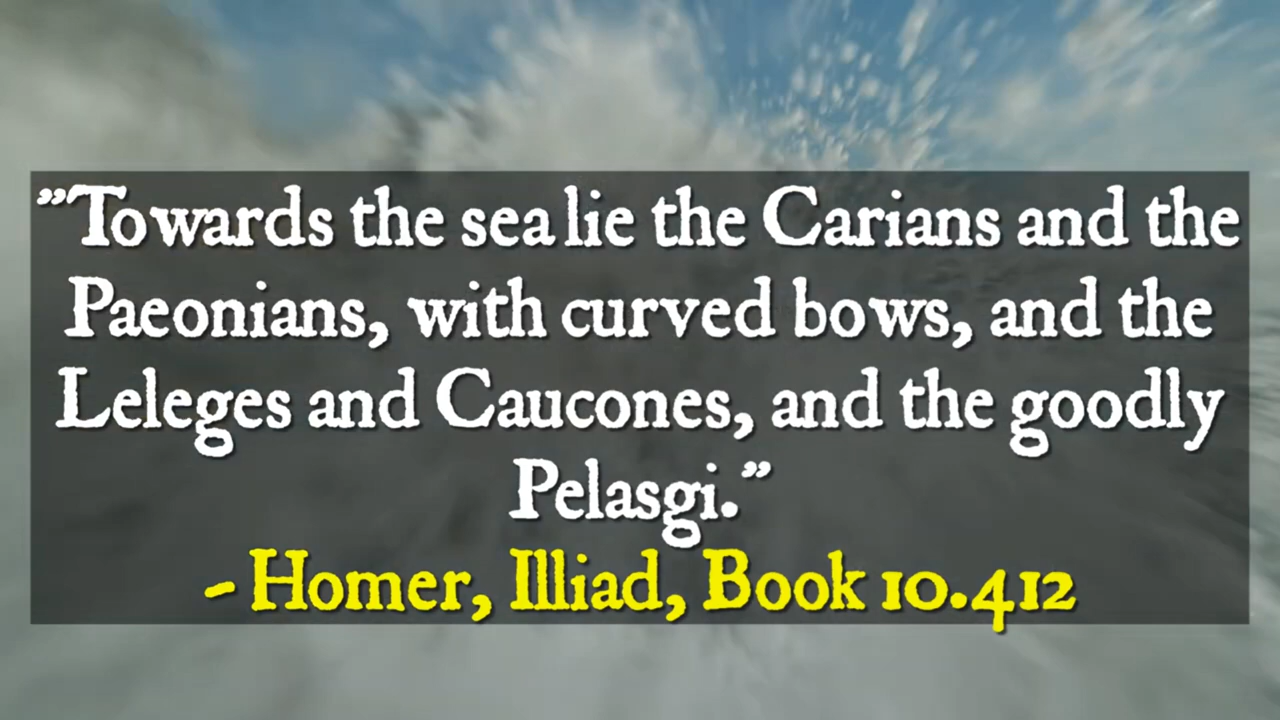 "Towards the sea lie the Carians and the
Paeonians, with curved bows, and the
Leleges and Caucones, and the goodly
Pelasgi."
- Homer, Illiad, Book 10.412